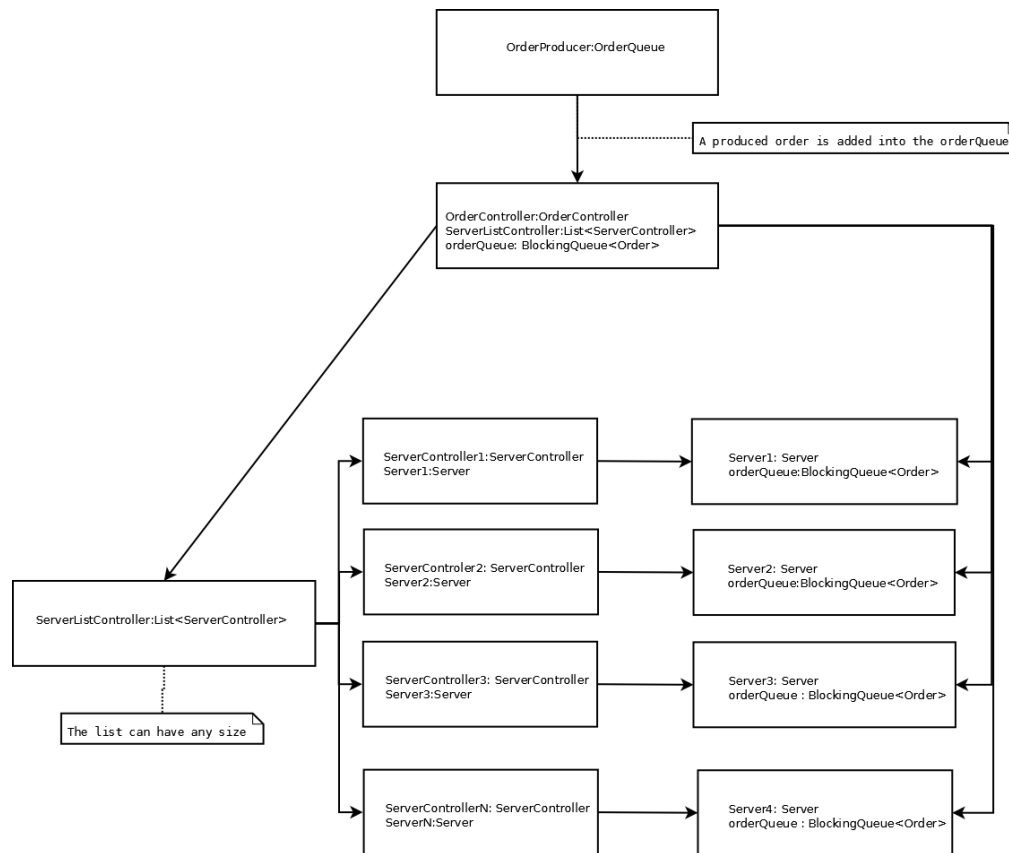 OrderProducer:OrderQueue
A produced order is added into the orderQueue
OrderController:OrderController
ServerListController:List<ServerController>
orderQueue: BlockingQueue<Order>
ServerController1:ServerController
Server1:Server
Server1: Server
orderQueue:BlockingQueue<Order>
ServerControler2: ServerController
Server2:Server
Server2: Server
orderQueue:BlockingQueue<Order>
ServerListController:List<ServerController>
ServerController3: ServerController
Server3:Server
Server3: Server
orderQueue : BlockingQueue<Order>
The list can have any size
ServerControllerN: ServerController
ServerN:Server
Server4: Server
orderQueue : BlockingQueue<Order>